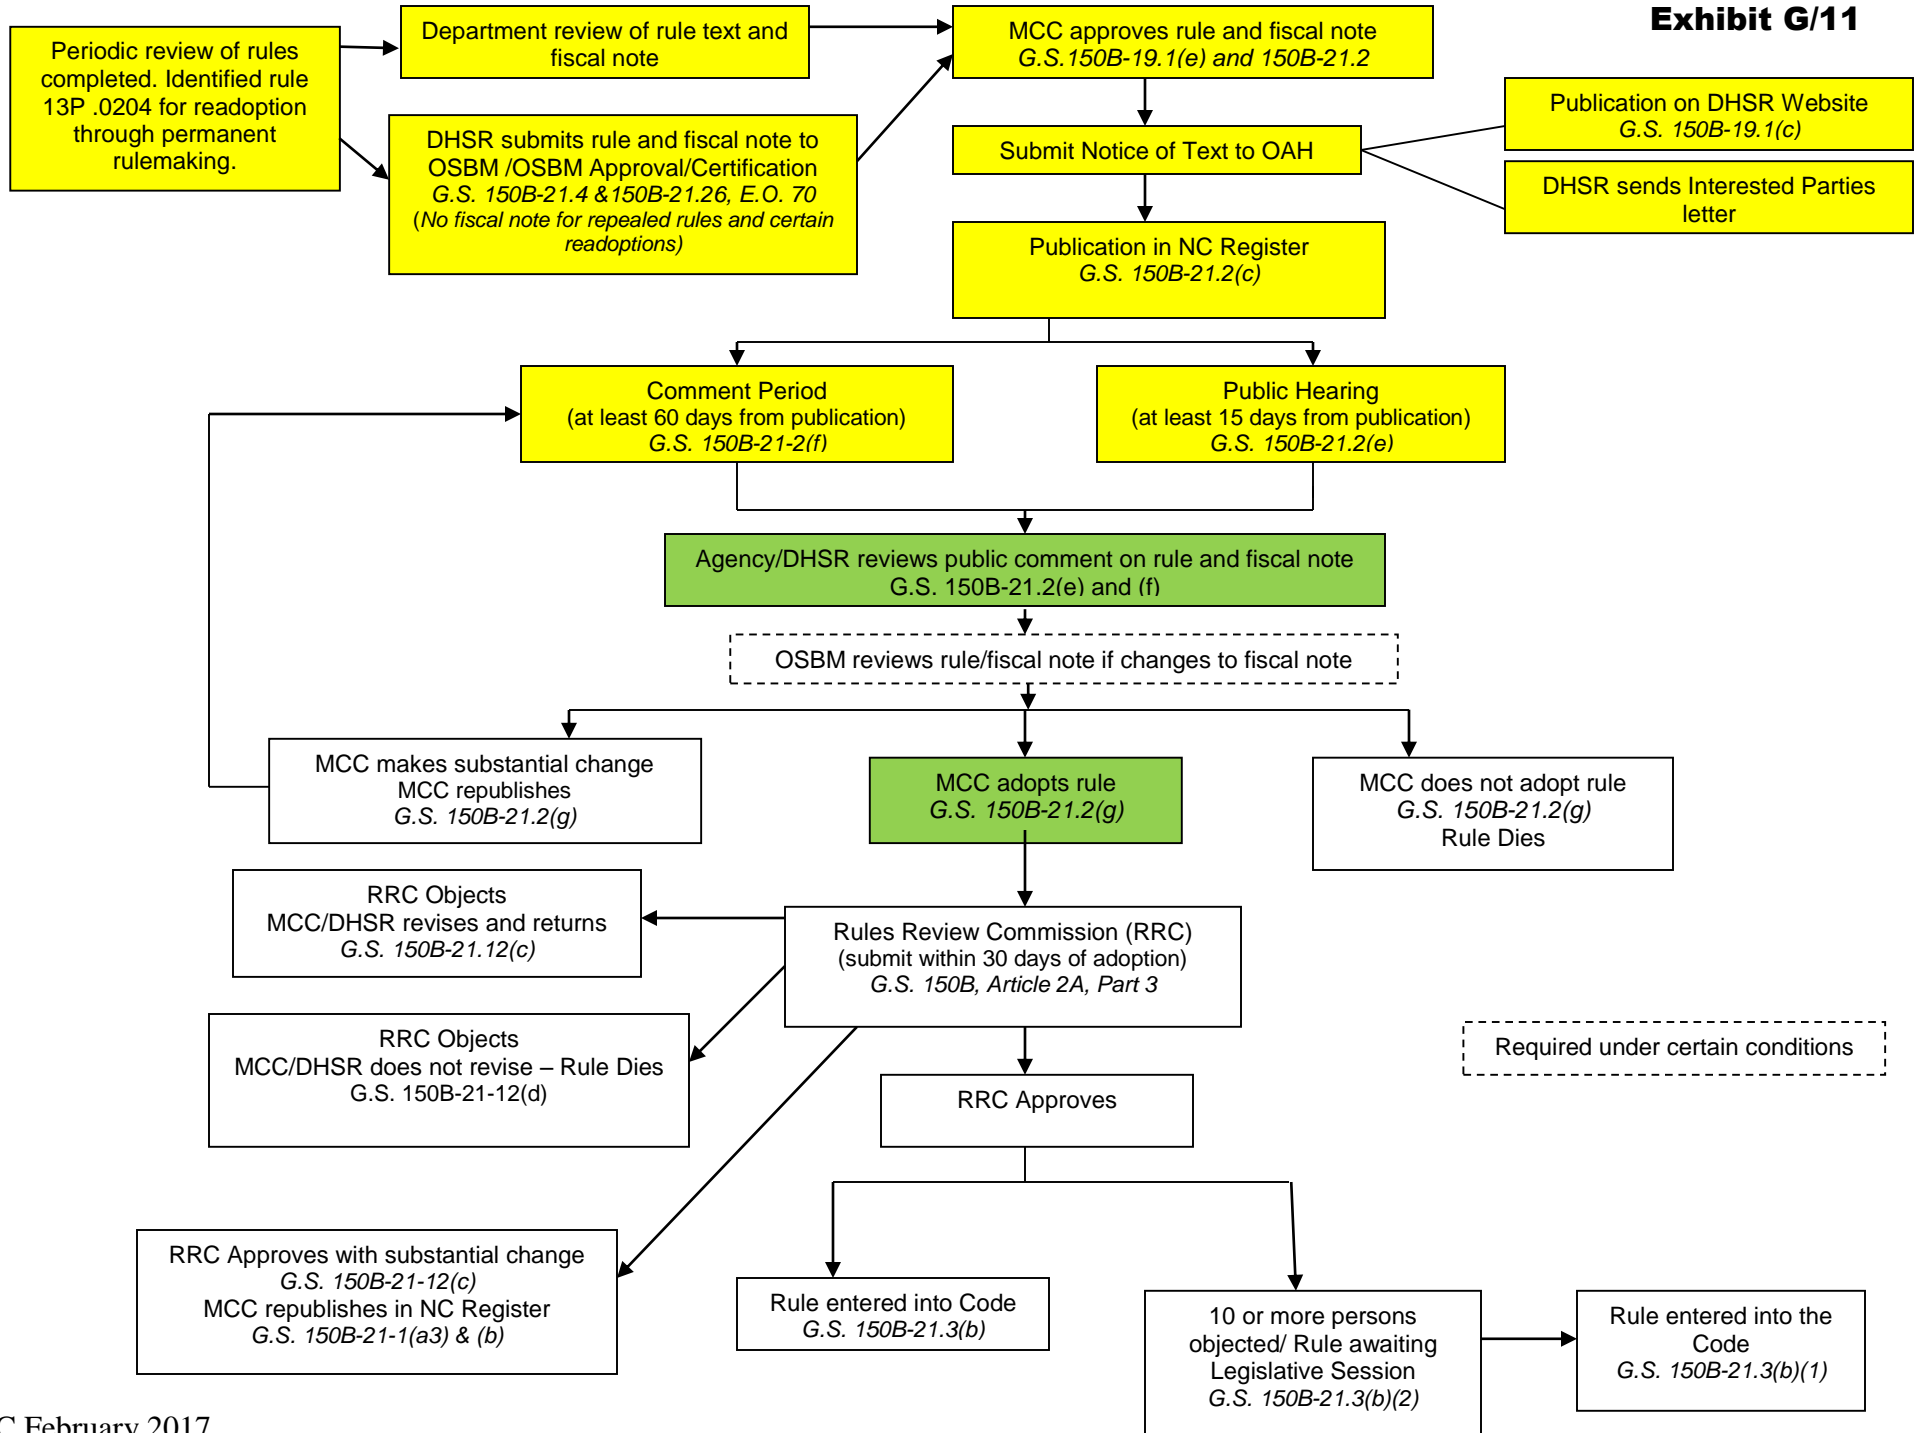 Exhibit G/11
Periodic review of rules
completed. Identified rule
13P .0204 for readoption
through permanent
rulemaking.
Department review of rule text and
fiscal note
MCC approves rule and fiscal note
G.S.150B-19.1(e) and 150B-21.2
DHSR submits rule and fiscal note to
OSBM /OSBM Approval/Certification
G.S. 150B-21.4 &150B-21.26, E.O. 70
(No fiscal note for repealed rules and certain
readoptions)
Submit Notice of Text to OAH
Publication on DHSR Website
G.S. 150B-19.1(c)
DHSR sends Interested Parties
letter
Publication in NC Register
G.S. 150B-21.2(c)
Comment Period
(at least 60 days from publication)
G.S. 150B-21-2(f)
Public Hearing
(at least 15 days from publication)
G.S. 150B-21.2(e)
Agency/DHSR reviews public comment on rule and fiscal note
G.S. 150B-21.2(e) and (f)
OSBM reviews rule/fiscal note if changes to fiscal note
MCC makes substantial change
MCC republishes
G.S. 150B-21.2(g)
MCC adopts rule
G.S. 150B-21.2(g)
MCC does not adopt rule
G.S. 150B-21.2(g)
Rule Dies
RRC Objects
MCC/DHSR revises and returns
G.S. 150B-21.12(c)
Rules Review Commission (RRC)
(submit within 30 days of adoption)
G.S. 150B, Article 2A, Part 3
RRC Objects
MCC/DHSR does not revise – Rule Dies
G.S. 150B-21-12(d)
Required under certain conditions
RRC Approves
RRC Approves with substantial change
G.S. 150B-21-12(c)
MCC republishes in NC Register
G.S. 150B-21-1(a3) & (b)
Rule entered into Code
G.S. 150B-21.3(b)
10 or more persons
objected/ Rule awaiting
Legislative Session
G.S. 150B-21.3(b)(2)
Rule entered into the
Code
G.S. 150B-21.3(b)(1)
C February 2017